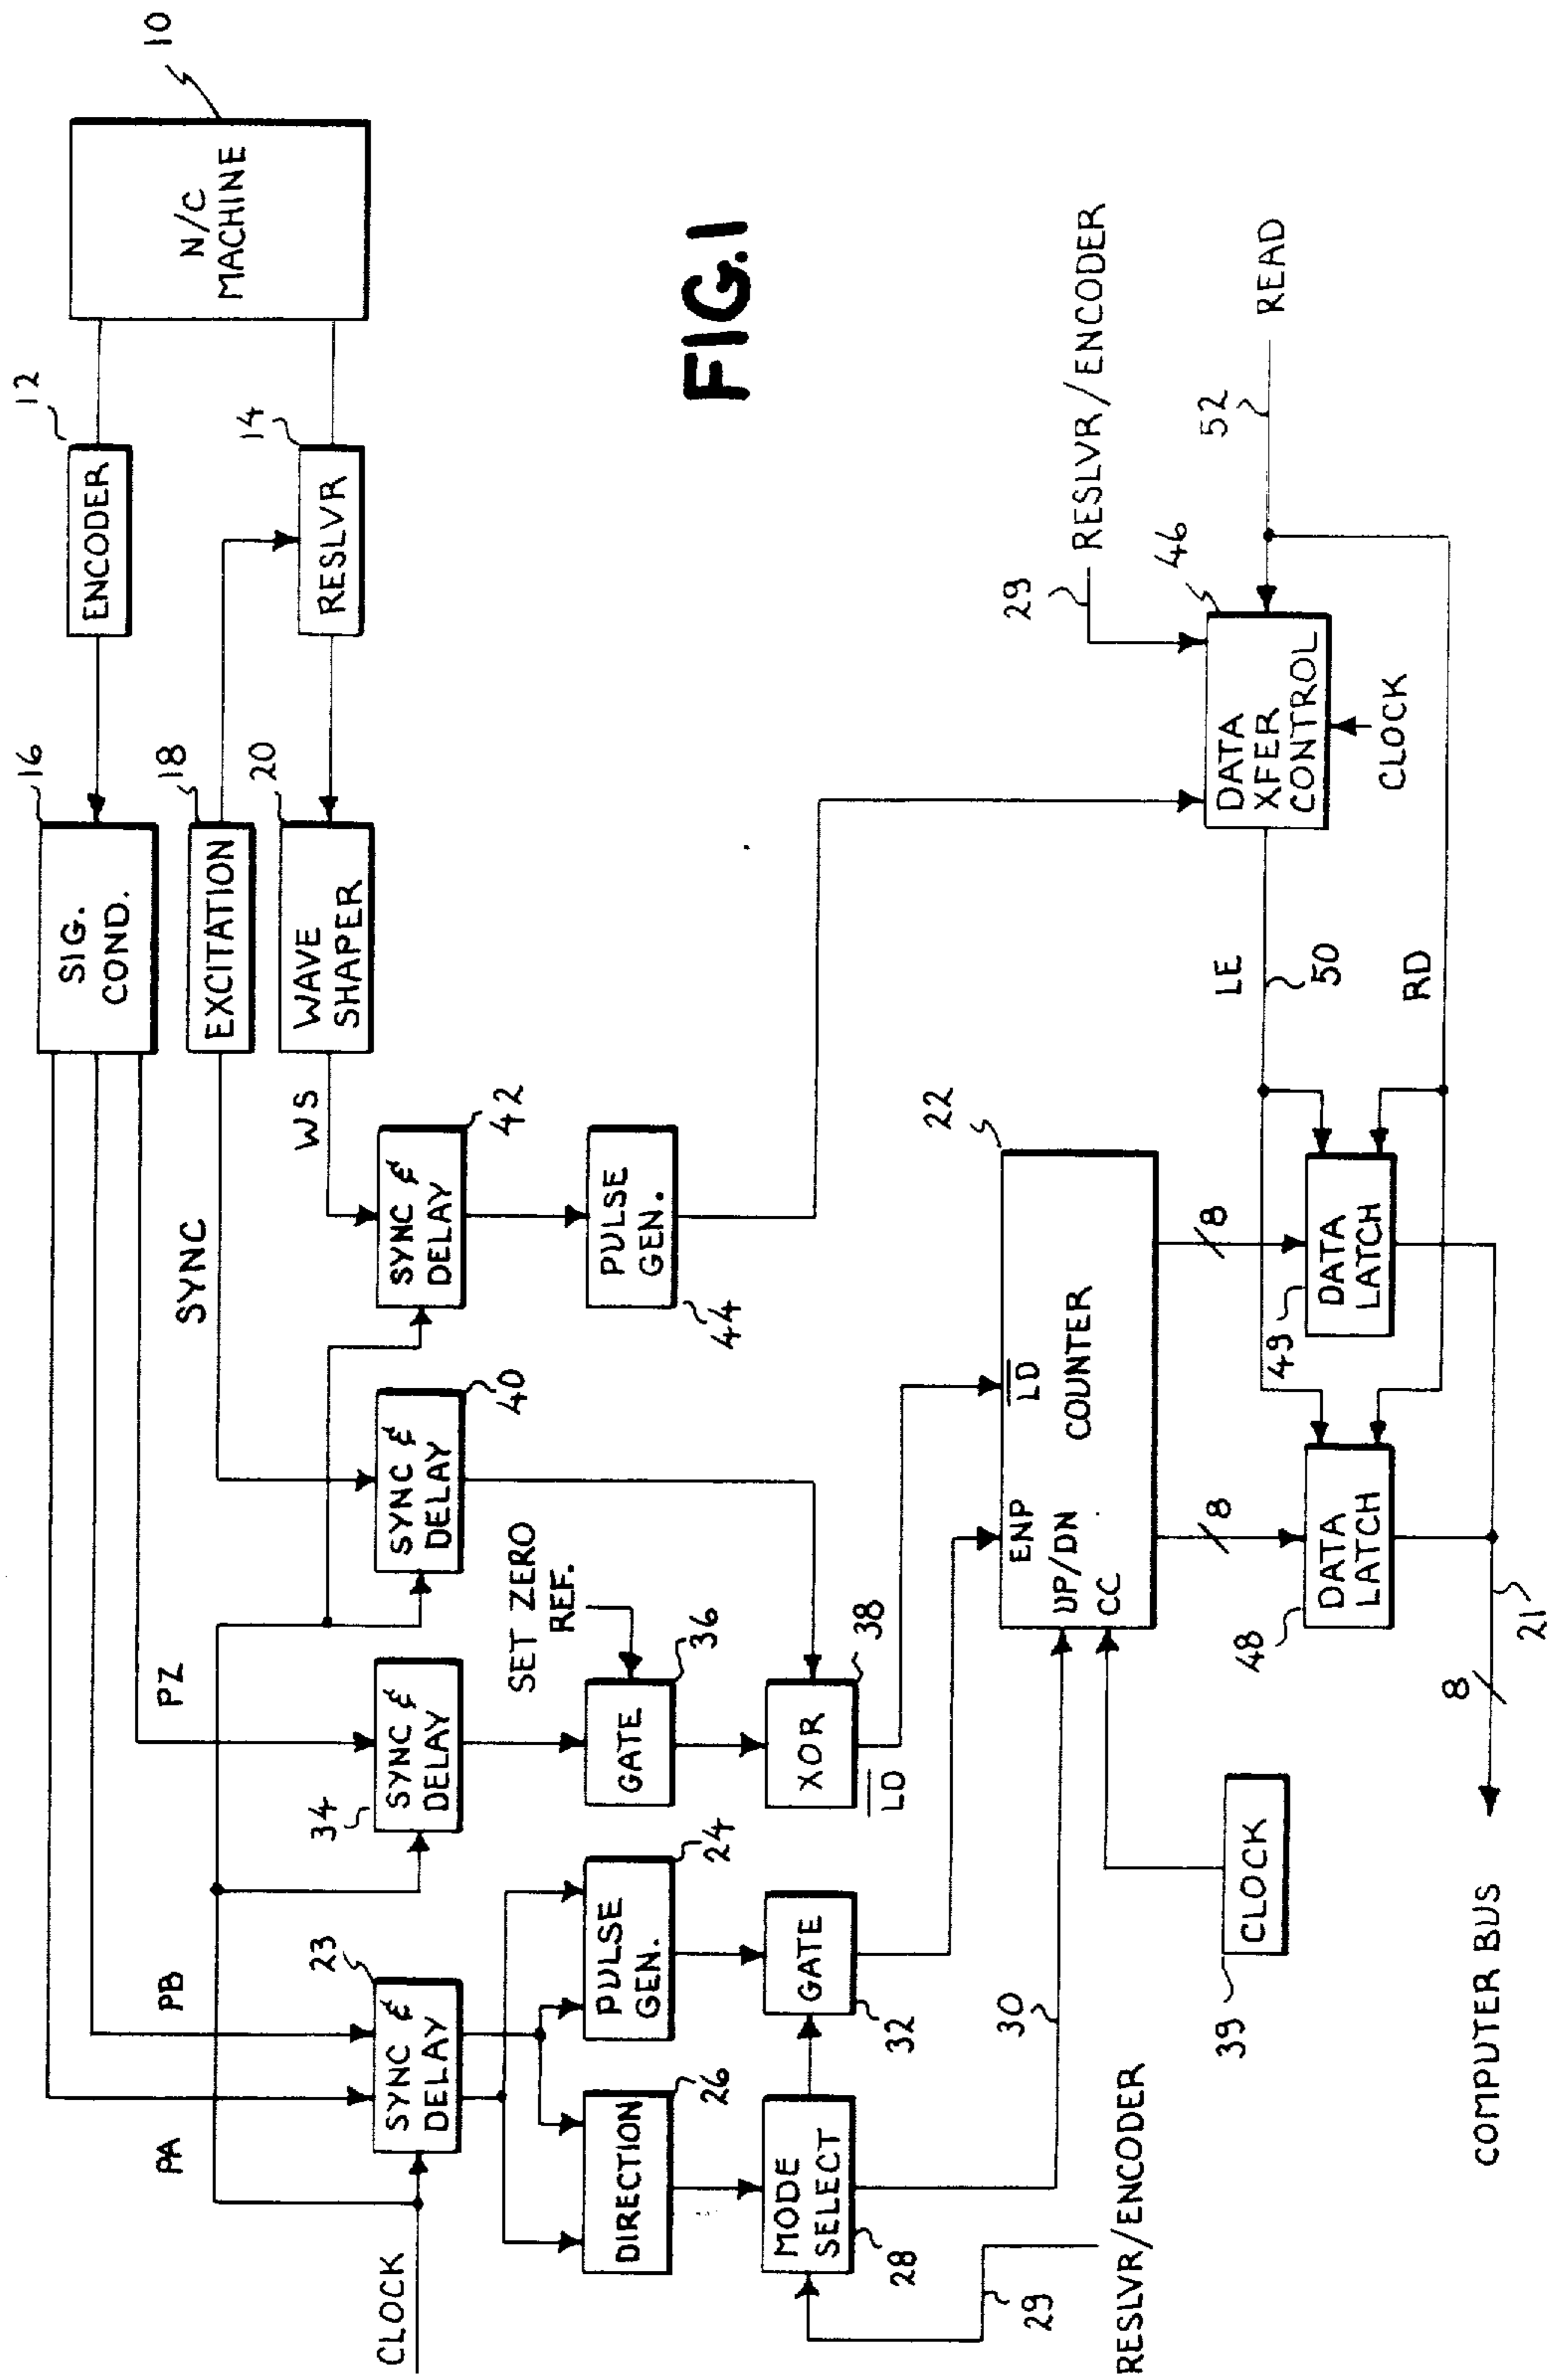 10
N/C
MACHINE
12
ENCODER
14
RESLVR
16
SIG.
COND.
18
EXCITATION
20
WAVE
SHAPER
WS
SYNC
PZ
PB
PA
CLOCK
23
SYNC &
DELAY
34
SYNC &
DELAY
SYNC &
DELAY
40
SYNC &
DELAY
42
DIRECTION
26
PULSE
GEN.
24
SET ZERO
REF.
GATE
36
PULSE
GEN.
44
MODE
SELECT
28
GATE
32
XOR
38
LD
29
RESLVR/ENCODER
30
22
ENP
LD
UP/DN
COUNTER
CC
39
CLOCK
8
8
48
DATA
LATCH
49
DATA
LATCH
LE
50
RD
DATA
XFER
CONTROL
46
CLOCK
29
RESLVR/ENCODER
52
READ
8
21
COMPUTER BUS
FIG.1